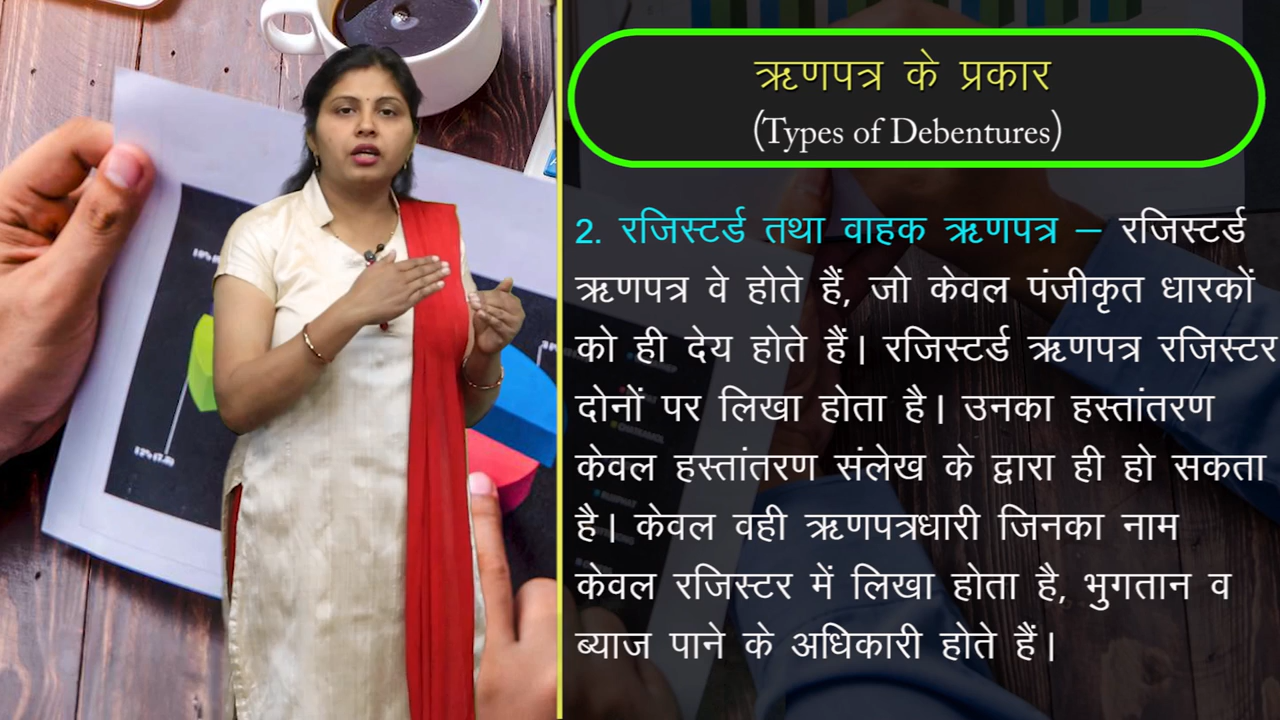 ऋणपत्र के प्रकार
(Types of Debentures)
2. रजिस्टर्ड तथा वाहक ऋणपत्र – रजिस्टर्ड
ऋणपत्र वे होते हैं, जो केवल पंजीकृत धारकों
को ही देय होते हैं। रजिस्टर्ड ऋणपत्र रजिस्टर
दोनों पर लिखा होता है। उनका हस्तांतरण
केवल हस्तांतरण संलेख के द्वारा ही हो सकता
है। केवल वही ऋणपत्रधारी जिनका नाम
केवल रजिस्टर में लिखा होता है, भुगतान व
ब्याज पाने के अधिकारी होते हैं।